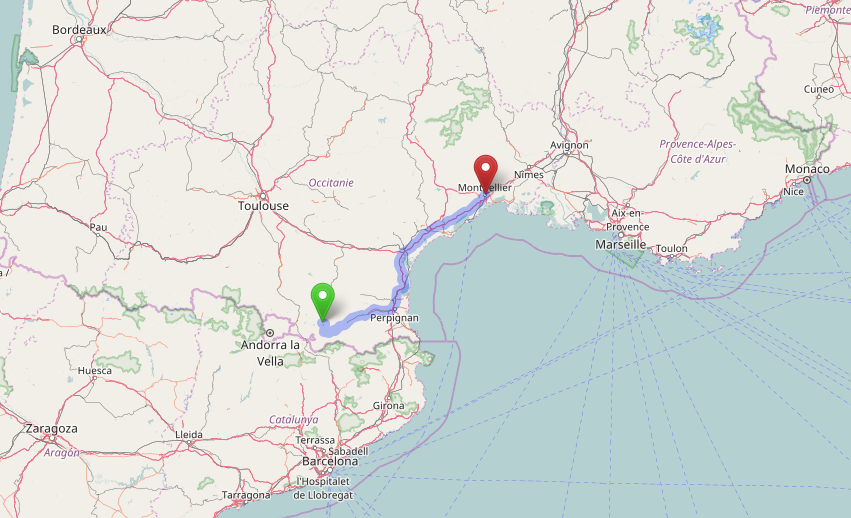 Piemonte
Bordeaux
Cuneo
Avignon
Provence-Alpes-
Côte d'Azur
Nîmes
Monaco
Occitanie
Montpellier
Nice
Toulouse
Aix-en-
Provence
Pau
Marseille
Toulon
Perpignan
Andorra la
Vella
Huesca
Girona
Catalunya
Zaragoza
Lleida
Terrassa
Aragón
Sabadell
Barcelona
l'Hospitalet
de Llobregat
Tarragona